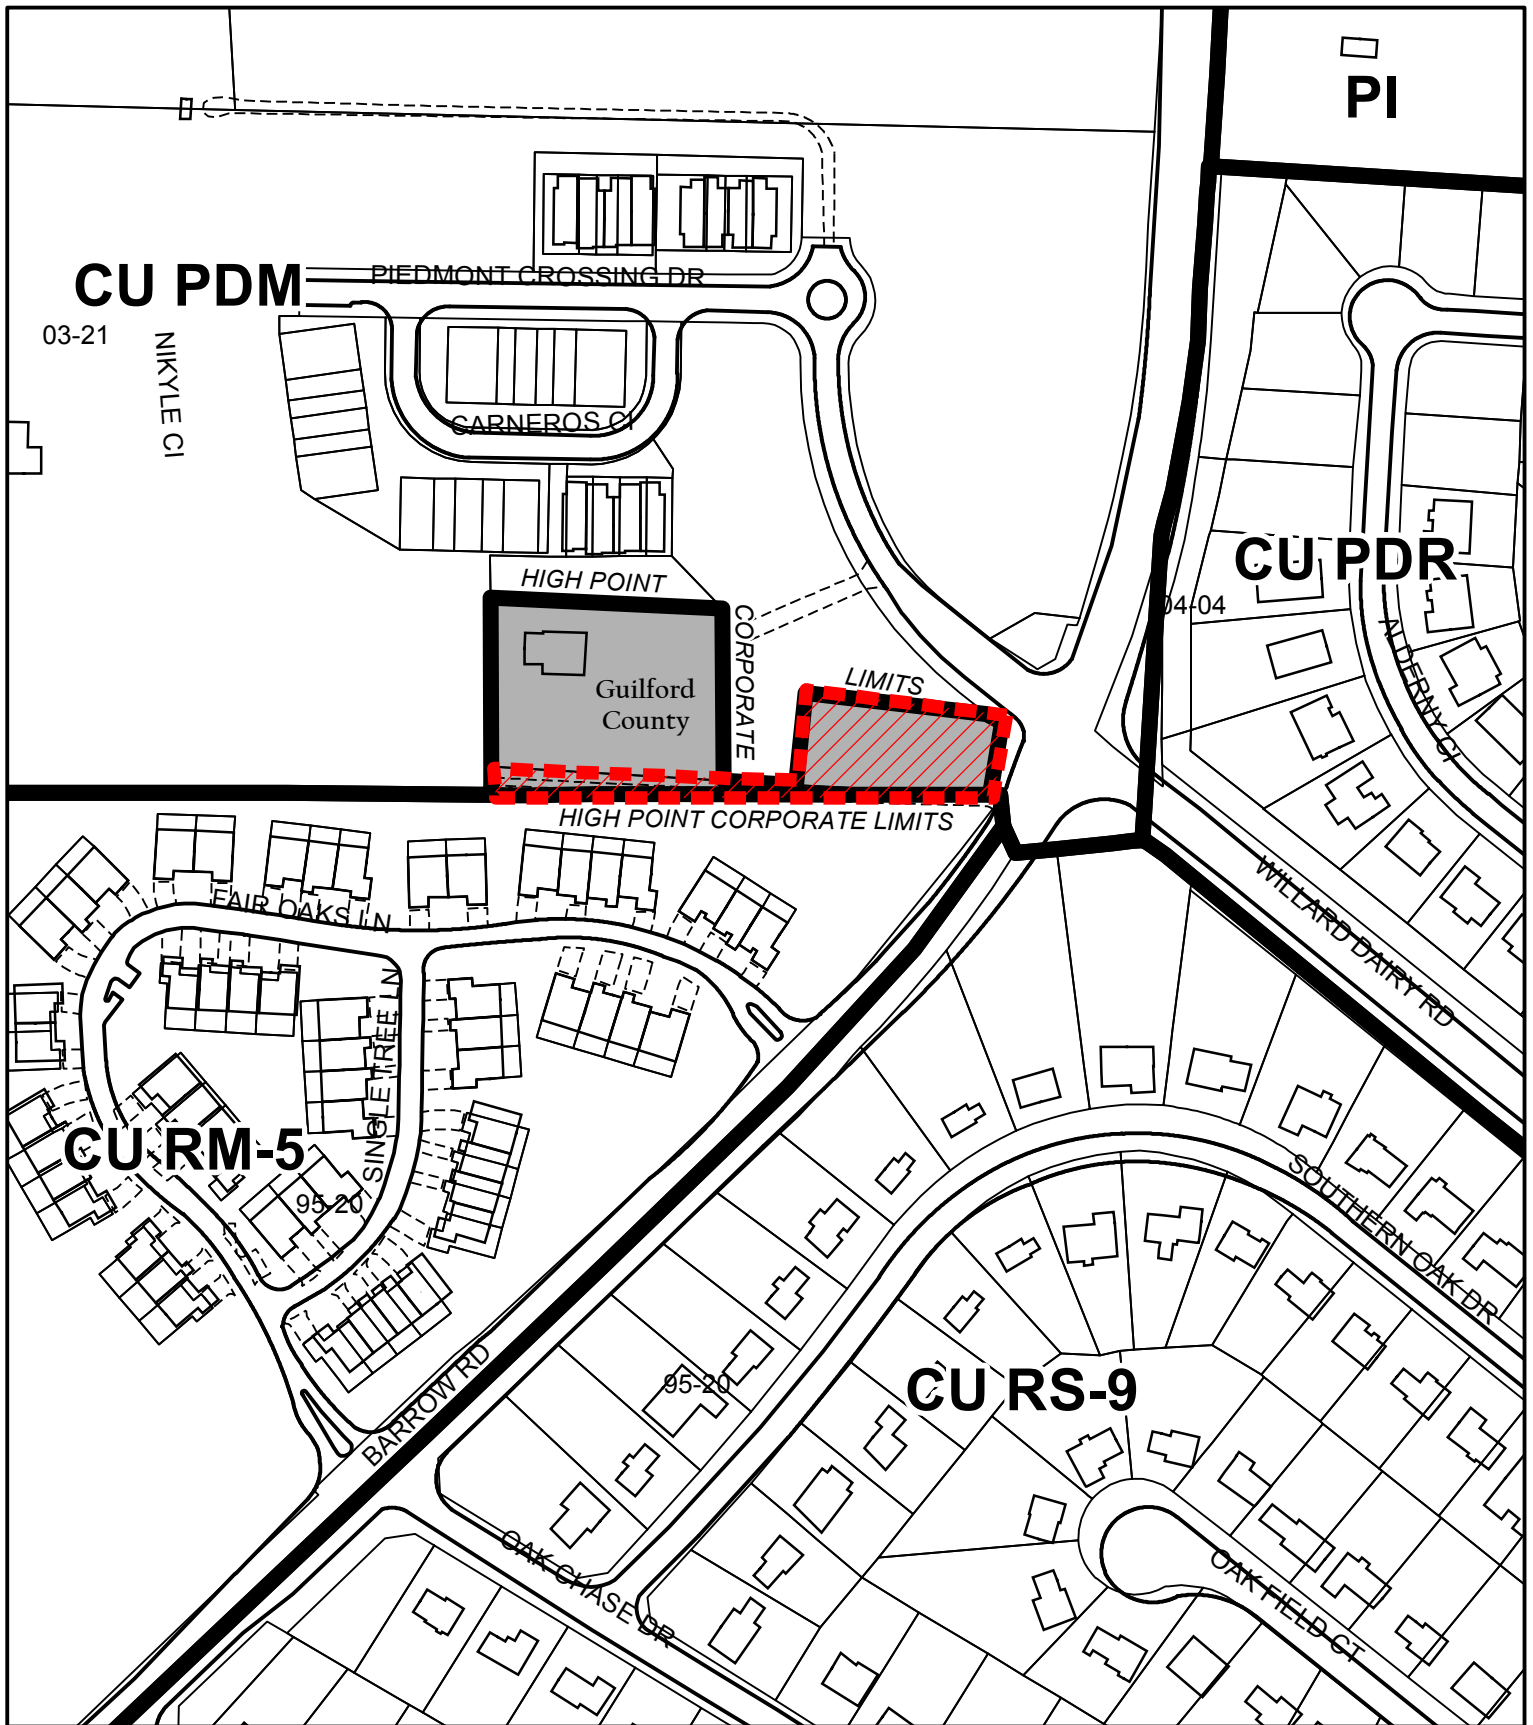 PI
CU PDM
PIEDMONT CROSSING DR
03-21
NIKYLE CI
CARNEROS CI
CU PDR
HIGH POINT
04-04
CORPORATE
ALDERNY CI
LIMITS
Guilford
County
HIGH POINT CORPORATE LIMITS
WILLARD DAIRY RD
FAIR OAKS LN
SINGLE TREE LN
CU RM-5
95-20
SOUTHERN OAK DR
BARROW RD
95-20
CU RS-9
OAK CHASE DR
OAK FIELD CT